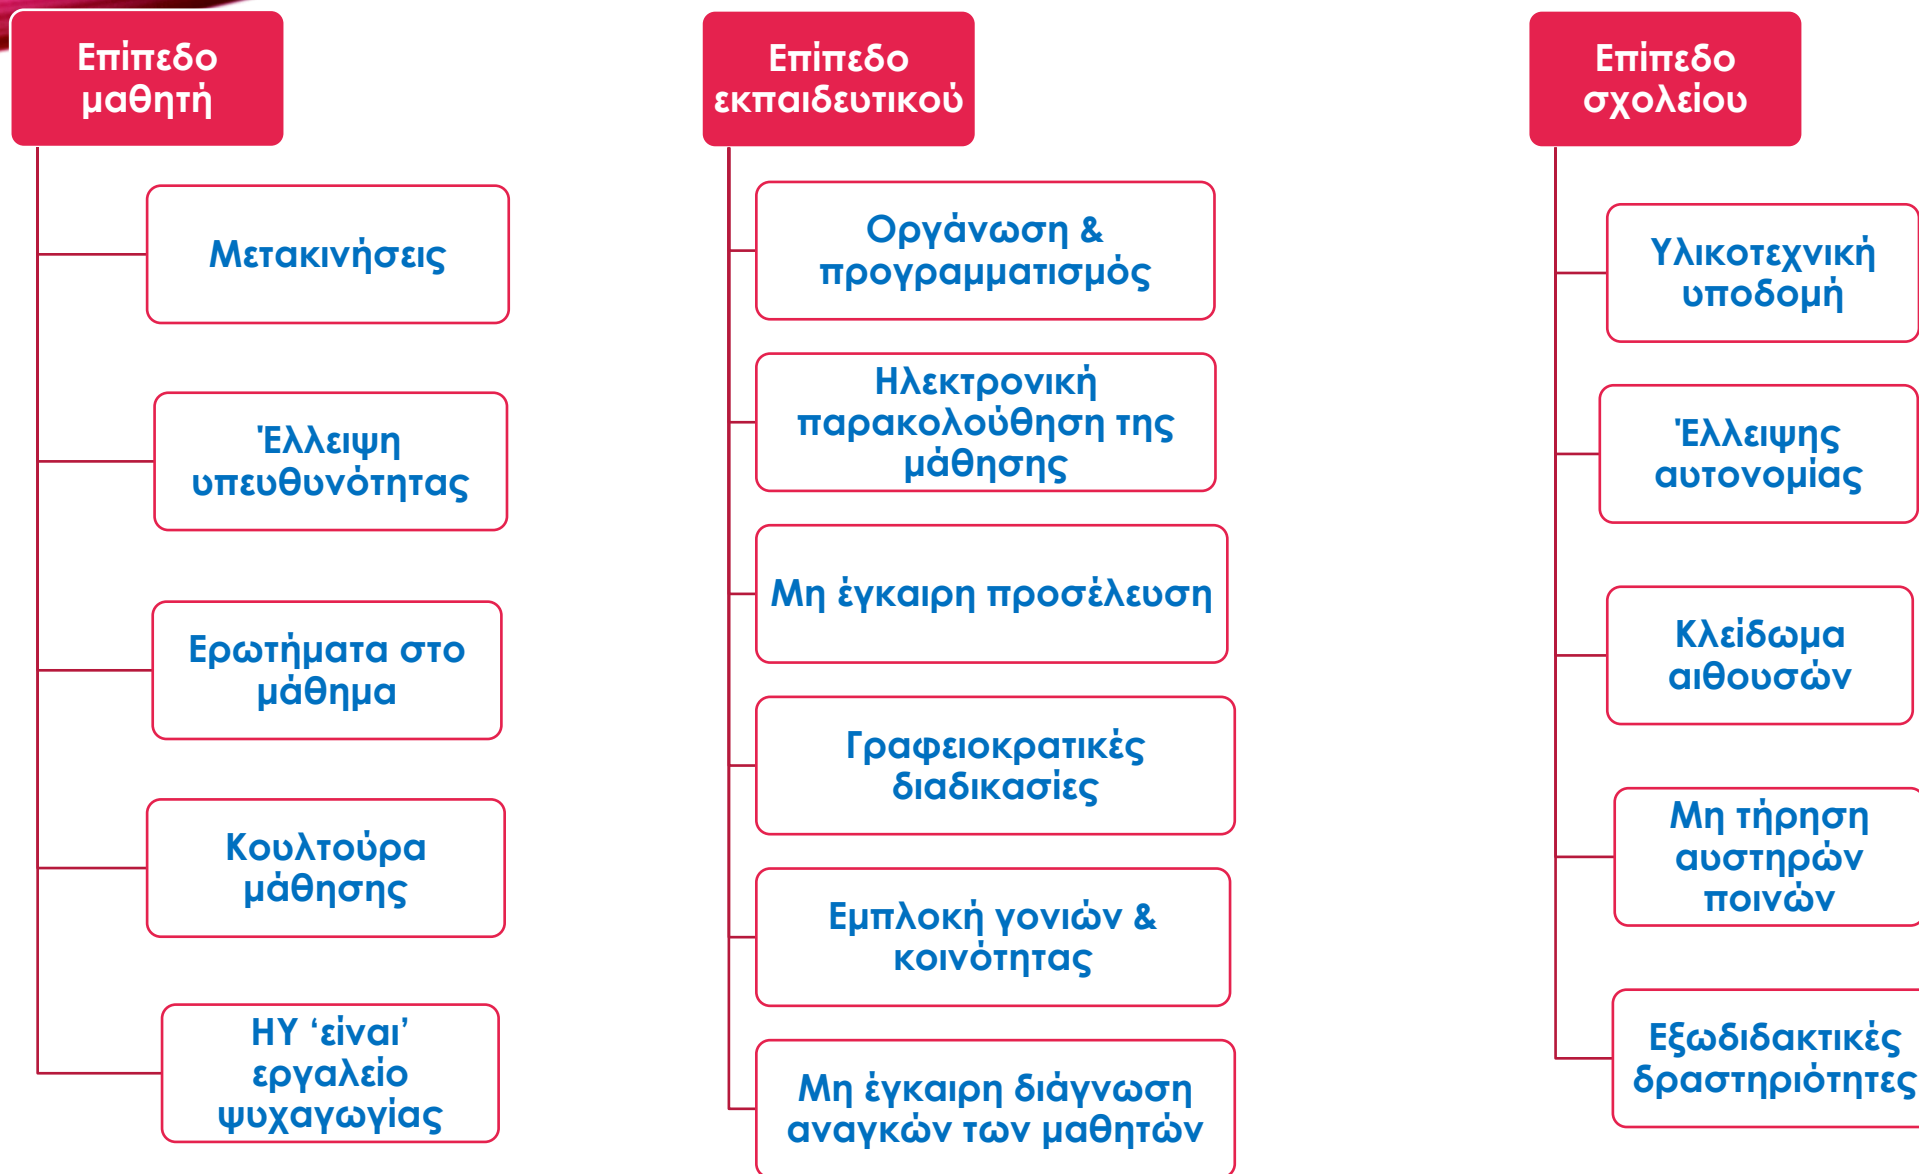 Επίπεδο
μαθητή
Μετακινήσεις
Έλλειψη
υπευθυνότητας
Ερωτήματα στο
μάθημα
Κουλτούρα
μάθησης
ΗΥ ‘είναι’
εργαλείο
ψυχαγωγίας
Επίπεδο
εκπαιδευτικού
Οργάνωση &
προγραμματισμός
Ηλεκτρονική
παρακολούθηση της
μάθησης
Μη έγκαιρη προσέλευση
Γραφειοκρατικές
διαδικασίες
Εμπλοκή γονιών &
κοινότητας
Μη έγκαιρη διάγνωση
αναγκών των μαθητών
Επίπεδο
σχολείου
Υλικοτεχνική
υποδομή
Έλλειψης
αυτονομίας
Κλείδωμα
αιθουσών
Μη τήρηση
αυστηρών
ποινών
Εξωδιδακτικές
δραστηριότητες